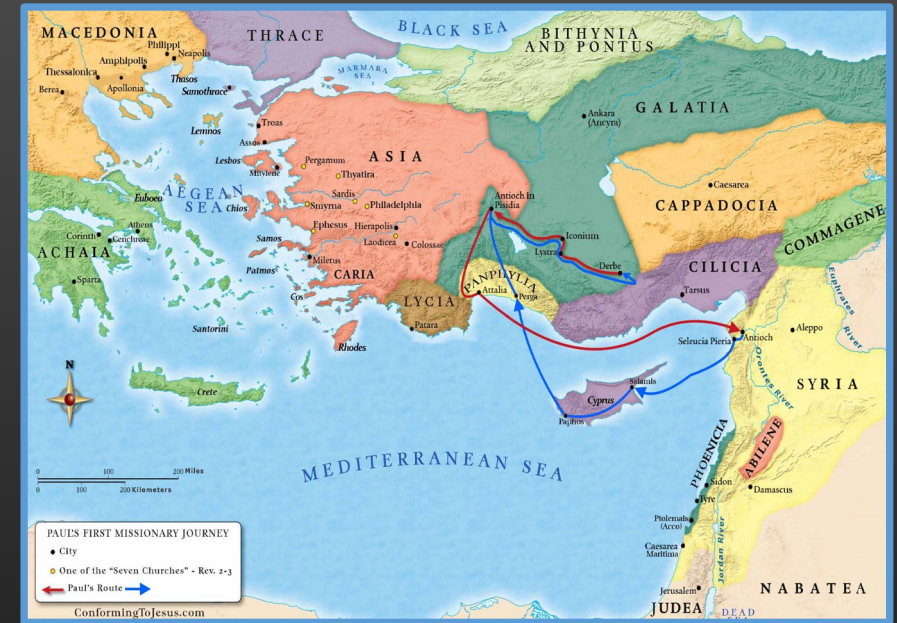 MACEDONIA
THRACE
BLACK SEA
BITHYNIA
AND PONTUS
Philippi
Neapolis
Amphipolis
Thessalonica
Apollonia
Berea
Thasos
Samothrace
MARMARA
SEA
GALATIA
Ankara
(Ancyra)
Lemnos
Troas
Assos
Lesbos
Mitylene
ASIA
Pergamum
Thyatira
Sardis
Smyrna
Philadelphia
AEGEAN
SEA
Chios
Euboea
Antioch in
Pisidia
Caesarea
CAPPADOCIA
COMMAGENE
Athens
Corinth
Cenchreae
ACHAIA
Sparta
Samos
Ephesus
Hierapolis
Laodicea
Colossae
Miletus
Patmos
CARIA
Iconium
Lystra
Derbe
CILICIA
Tarsus
PANPHYLIA
Attalia
Perga
LYCIA
Patara
Cos
Santorini
Rhodes
Euphrates
River
Aleppo
Seleucia Pieria
Antioch
Orontes River
SYRIA
N
Crete
Salamis
Cyprus
Paphos
MEDITERRANEAN SEA
PHOENICIA
ABILENE
Sidon
Damascus
Tyre
Ptolemais
(Acco)
Caesarea
Maritima
Jordan River
Jerusalem
JUDEA
DEAD
NABATEA
0 100 200 Miles
0 100 200 Kilometers
PAUL'S FIRST MISSIONARY JOURNEY
City
One of the "Seven Churches" - Rev. 2-3
Paul's Route
ConformingToJesus.com